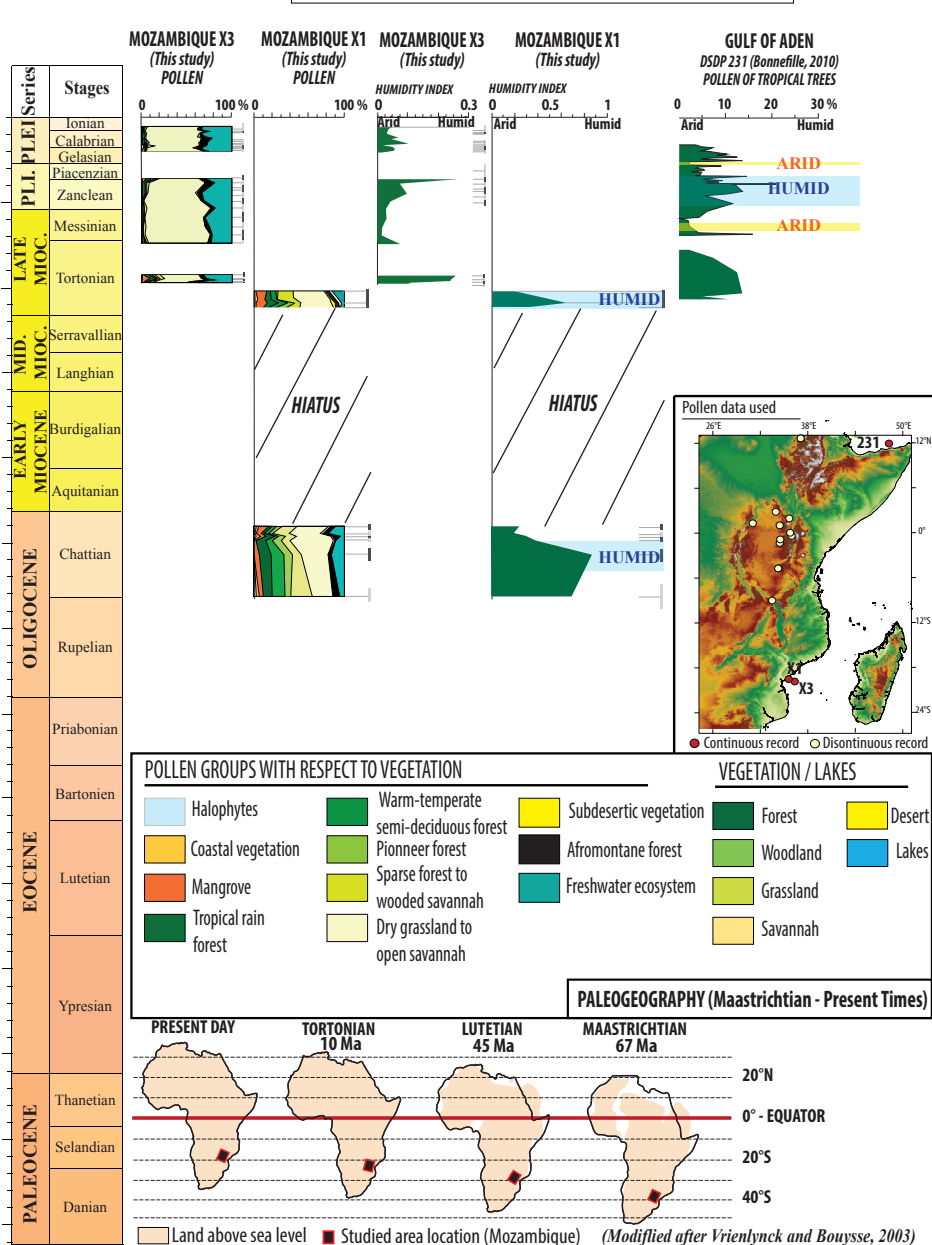 MOZAMBIQUE X3
(This study)
POLLEN
MOZAMBIQUE X1
(This study)
POLLEN
MOZAMBIQUE X3
(This study)
HUMIDITY INDEX
MOZAMBIQUE X1
(This study)
HUMIDITY INDEX
GULF OF ADEN
DSDP 231 (Bonnefille, 2010)
POLLEN OF TROPICAL TREES
0 100 %
0 100 %
0 0.3
Arid Humid
0 0.5 1
Arid Humid
0 10 20 30 %
Arid Humid
Series
Stages
PLEI
Ionian
Calabrian
Gelasian
PLI.
Piacenzian
Zanclean
LATE
MIOC.
Messinian
Tortonian
MID.
MIOC.
Serravallian
Langhian
EARLY
MIOCENE
Burdigalian
Aquitanian
OLIGOCENE
Chattian
Rupelian
EOCENE
Priabonian
Bartonien
Lutetian
Ypresian
PALEOCENE
Thanetian
Selandian
Danian
ARID
HUMID
ARID
HUMID
HIATUS
HIATUS
HUMID
Pollen data used
26°E 38°E 50°E
12°N
0°
12°S
24°S
231
X3
Continuous record Disontinuous record
POLLEN GROUPS WITH RESPECT TO VEGETATION
Halophytes
Coastal vegetation
Mangrove
Tropical rain
forest
Warm-temperate
semi-deciduous forest
Pionneer forest
Sparse forest to
wooded savannah
Dry grassland to
open savannah
Subdesertic vegetation
Afromontane forest
Freshwater ecosystem
VEGETATION / LAKES
Forest
Woodland
Grassland
Savannah
Desert
Lakes
PALEOGEOGRAPHY (Maastrichtian - Present Times)
PRESENT DAY
TORTONIAN
10 Ma
LUTETIAN
45 Ma
MAASTRICHTIAN
67 Ma
20°N
0° - EQUATOR
20°S
40°S
Land above sea level
Studied area location (Mozambique)
(Modiflied after Vrienlynck and Bouysse, 2003)